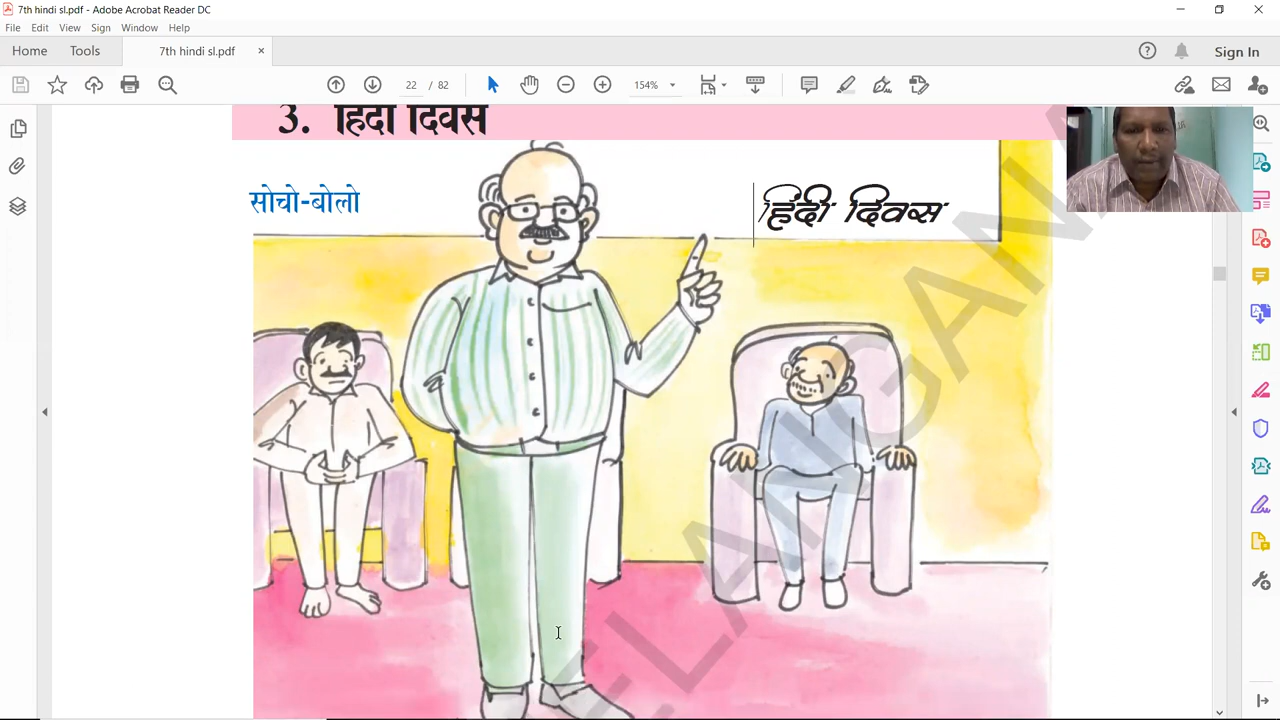 7th hindi sl.pdf - Adobe Acrobat Reader DC
File Edit View Sign Window Help
Home Tools 7th hindi sl.pdf × Sign In
22 / 82 154%
3. हिंदी दिवस
सोचो-बोलो
हिंदी दिवस
TELANGANA